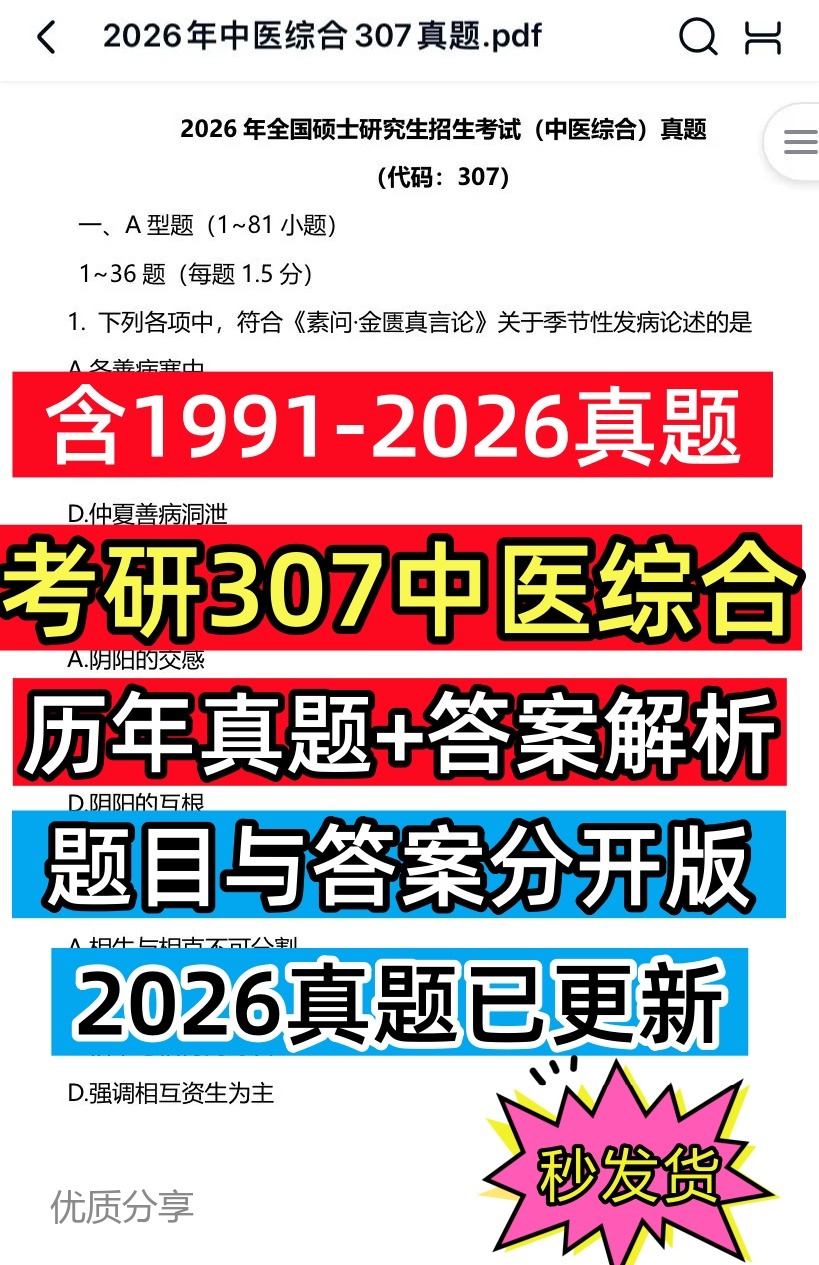 2026年中医综合307真题.pdf
2026 年全国硕士研究生招生考试（中医综合）真题
（代码：307）
一、A 型题（1~81 小题）
1~36 题（每题 1.5 分）
1. 下列各项中，符合《素问·金匮真言论》关于季节性发病论述的是
A.冬善病寒中
含1991-2026真题
D.仲夏善病洞泄
考研307中医综合
A.阴阳的交感
历年真题+答案解析
D.阴阳的互根
题目与答案分开版
A.相生与相克不可分割
2026真题已更新
D.强调相互资生为主
秒发货
优质分享